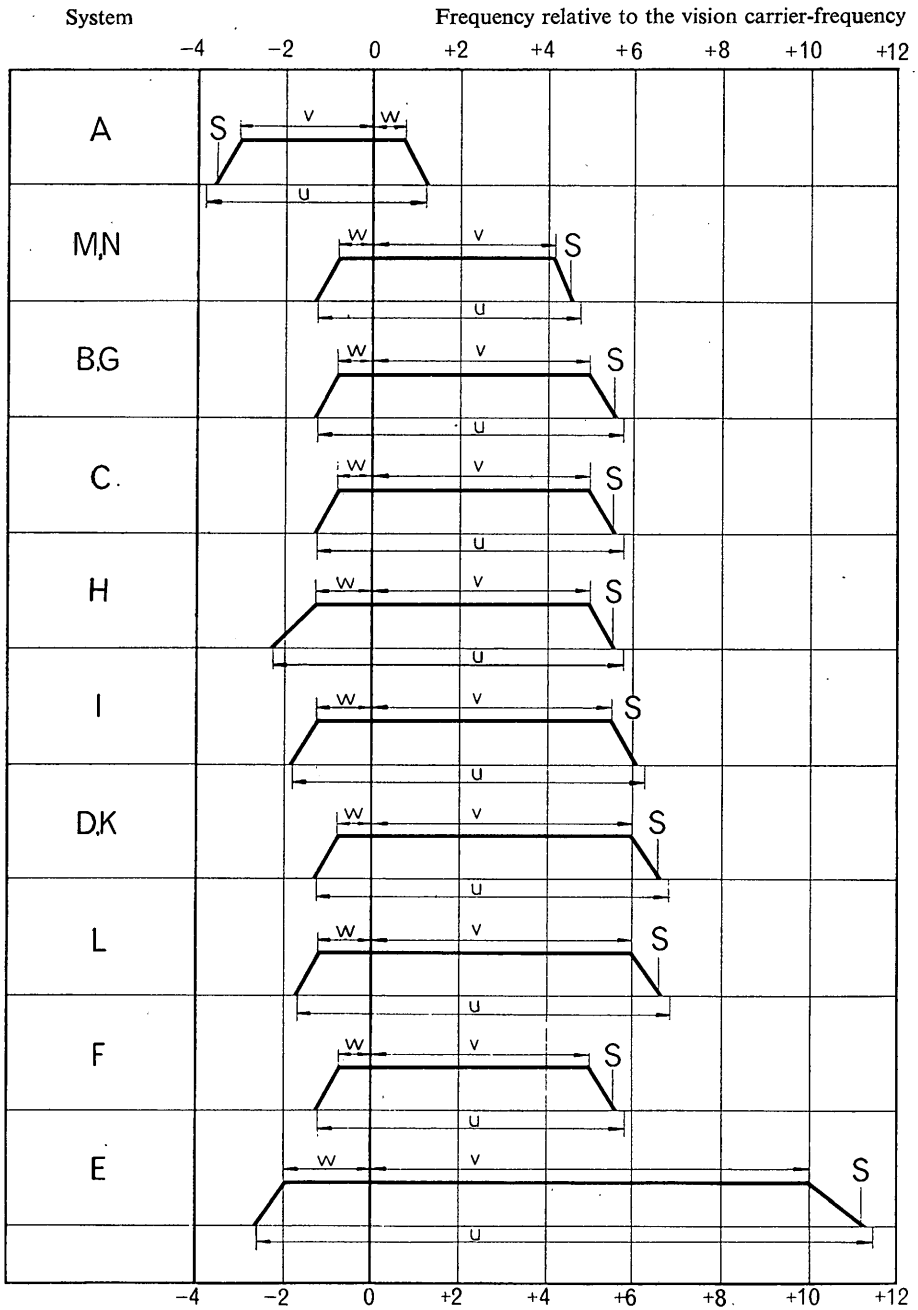 System Frequency relative to the vision carrier-frequency
−4 −2 0 +2 +4 +6 +8 +10 +12
A S v w
u
M,N w v S
u
B,G w v S
u
C w v S
u
H w v S
u
I w v S
u
D,K w v S
u
L w v S
u
F w v S
u
E w v S
u
−4 −2 0 +2 +4 +6 +8 +10 +12